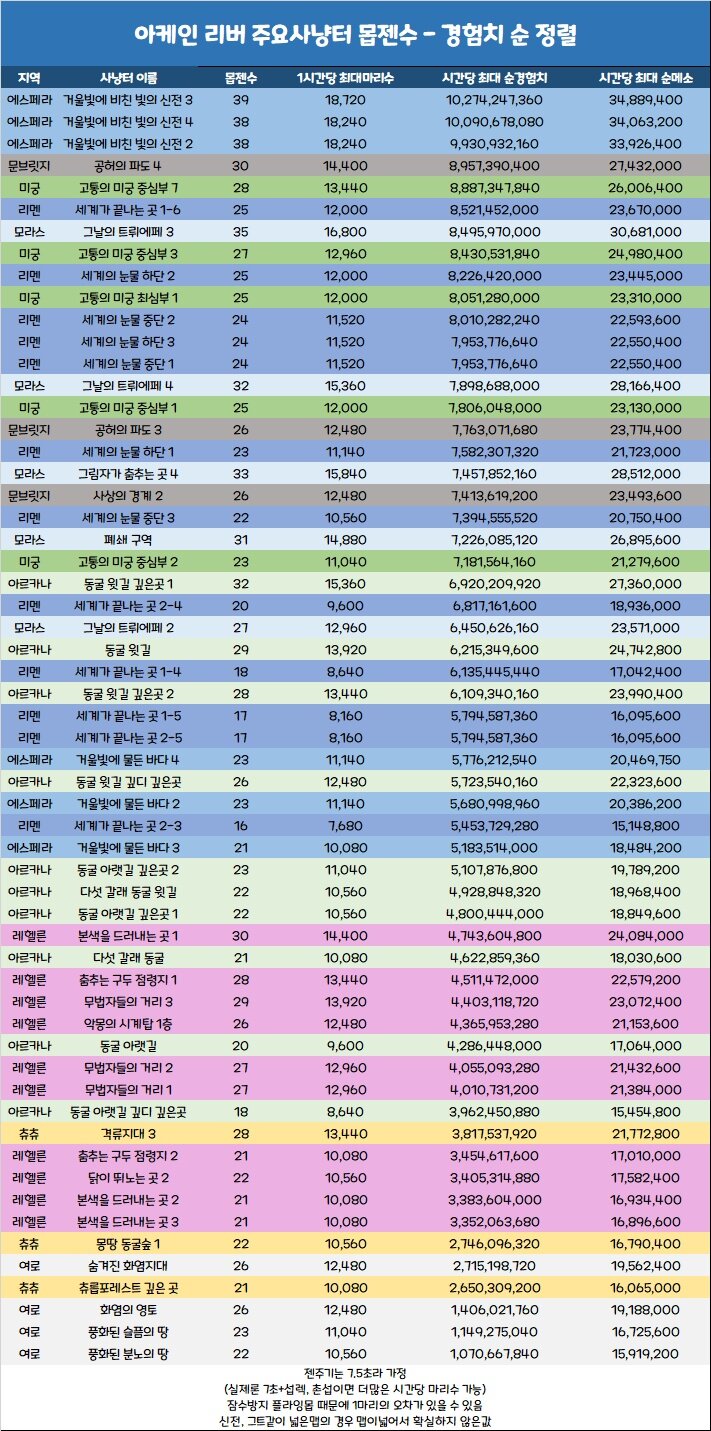 아케인 리버 주요사냥터 몹젠수 - 경험치 순 정렬
지역 사냥터 이름 몹젠수 1시간당 최대마리수 시간당 최대 순경험치 시간당 최대 순메소
에스페라 거울빛에 비친 빛의 신전 3 39 18,720 10,274,247,360 34,889,400
에스페라 거울빛에 비친 빛의 신전 4 38 18,240 10,090,678,080 34,063,200
에스페라 거울빛에 비친 빛의 신전 2 38 18,240 9,930,932,160 33,926,400
문브릿지 공허의 파도 4 30 14,400 8,957,390,400 27,432,000
미궁 고통의 미궁 중심부 7 28 13,440 8,887,347,840 26,006,400
리멘 세계가 끝나는 곳 1-6 25 12,000 8,521,452,000 23,670,000
모라스 그날의 트뤼에페 3 35 16,800 8,495,970,000 30,681,000
미궁 고통의 미궁 중심부 3 27 12,960 8,430,531,840 24,980,400
리멘 세계의 눈물 하단 2 25 12,000 8,226,420,000 23,445,000
미궁 고통의 미궁 최심부 1 25 12,000 8,051,280,000 23,310,000
리멘 세계의 눈물 중단 2 24 11,520 8,010,282,240 22,593,600
리멘 세계의 눈물 하단 3 24 11,520 7,953,776,640 22,550,400
리멘 세계의 눈물 중단 1 24 11,520 7,953,776,640 22,550,400
모라스 그날의 트뤼에페 4 32 15,360 7,898,688,000 28,166,400
미궁 고통의 미궁 중심부 1 25 12,000 7,806,048,000 23,130,000
문브릿지 공허의 파도 3 26 12,480 7,763,071,680 23,774,400
리멘 세계의 눈물 하단 1 23 11,140 7,582,307,320 21,723,000
모라스 그림자가 춤추는 곳 4 33 15,840 7,457,852,160 28,512,000
문브릿지 사상의 경계 2 26 12,480 7,413,619,200 23,493,600
리멘 세계의 눈물 중단 3 22 10,560 7,394,555,520 20,750,400
모라스 폐쇄 구역 31 14,880 7,226,085,120 26,895,600
미궁 고통의 미궁 중심부 2 23 11,040 7,181,564,160 21,279,600
아르카나 동굴 윗길 깊은곳 1 32 15,360 6,920,209,920 27,360,000
리멘 세계가 끝나는 곳 2-4 20 9,600 6,817,161,600 18,936,000
모라스 그날의 트뤼에페 2 27 12,960 6,450,626,160 23,571,000
아르카나 동굴 윗길 29 13,920 6,215,349,600 24,742,800
리멘 세계가 끝나는 곳 1-4 18 8,640 6,135,445,440 17,042,400
아르카나 동굴 윗길 깊은곳 2 28 13,440 6,109,340,160 23,990,400
리멘 세계가 끝나는 곳 1-5 17 8,160 5,794,587,360 16,095,600
리멘 세계가 끝나는 곳 2-5 17 8,160 5,794,587,360 16,095,600
에스페라 거울빛에 물든 바다 4 23 11,140 5,776,212,540 20,469,750
아르카나 동굴 윗길 깊디 깊은곳 26 12,480 5,723,540,160 22,323,600
에스페라 거울빛에 물든 바다 2 23 11,140 5,680,998,960 20,386,200
리멘 세계가 끝나는 곳 2-3 16 7,680 5,453,729,280 15,148,800
에스페라 거울빛에 물든 바다 3 21 10,080 5,183,514,000 18,484,200
아르카나 동굴 아랫길 깊은곳 2 23 11,040 5,107,876,800 19,789,200
아르카나 다섯 갈래 동굴 윗길 22 10,560 4,928,848,320 18,968,400
아르카나 동굴 아랫길 깊은곳 1 22 10,560 4,800,444,000 18,849,600
레헬른 본색을 드러내는 곳 1 30 14,400 4,743,604,800 24,084,000
아르카나 다섯 갈래 동굴 21 10,080 4,622,859,360 18,030,600
레헬른 춤추는 구두 점령지 1 28 13,440 4,511,472,000 22,579,200
레헬른 무법자들의 거리 3 29 13,920 4,403,118,720 23,072,400
레헬른 악몽의 시계탑 1층 26 12,480 4,365,953,280 21,153,600
아르카나 동굴 아랫길 20 9,600 4,286,448,000 17,064,000
레헬른 무법자들의 거리 2 27 12,960 4,055,093,280 21,432,600
레헬른 무법자들의 거리 1 27 12,960 4,010,731,200 21,384,000
아르카나 동굴 아랫길 깊디 깊은곳 18 8,640 3,962,450,880 15,454,800
츄츄 격류지대 3 28 13,440 3,817,537,920 21,772,800
레헬른 춤추는 구두 점령지 2 21 10,080 3,454,617,600 17,010,000
레헬른 닭이 뛰노는 곳 2 22 10,560 3,405,314,880 17,582,400
레헬른 본색을 드러내는 곳 2 21 10,080 3,383,604,000 16,934,400
레헬른 본색을 드러내는 곳 3 21 10,080 3,352,063,680 16,896,600
츄츄 몽땅 동굴숲 1 22 10,560 2,746,096,320 16,790,400
여로 숨겨진 화염지대 26 12,480 2,715,198,720 19,562,400
츄츄 츄릅포레스트 깊은 곳 21 10,080 2,650,309,200 16,065,000
여로 화염의 영토 26 12,480 1,406,021,760 19,188,000
여로 풍화된 슬픔의 땅 23 11,040 1,149,275,040 16,725,600
여로 풍화된 분노의 땅 22 10,560 1,070,667,840 15,919,200
젠주기는 7.5초라 가정
(실제론 7초+섭렉, 촌섭이면 더많은 시간당 마리수 가능)
잠수방지 플라잉몹 때문에 1마리의 오차가 있을 수 있음
신전, 그트같이 넓은맵의 경우 맵이넓어서 확실하지 않은값